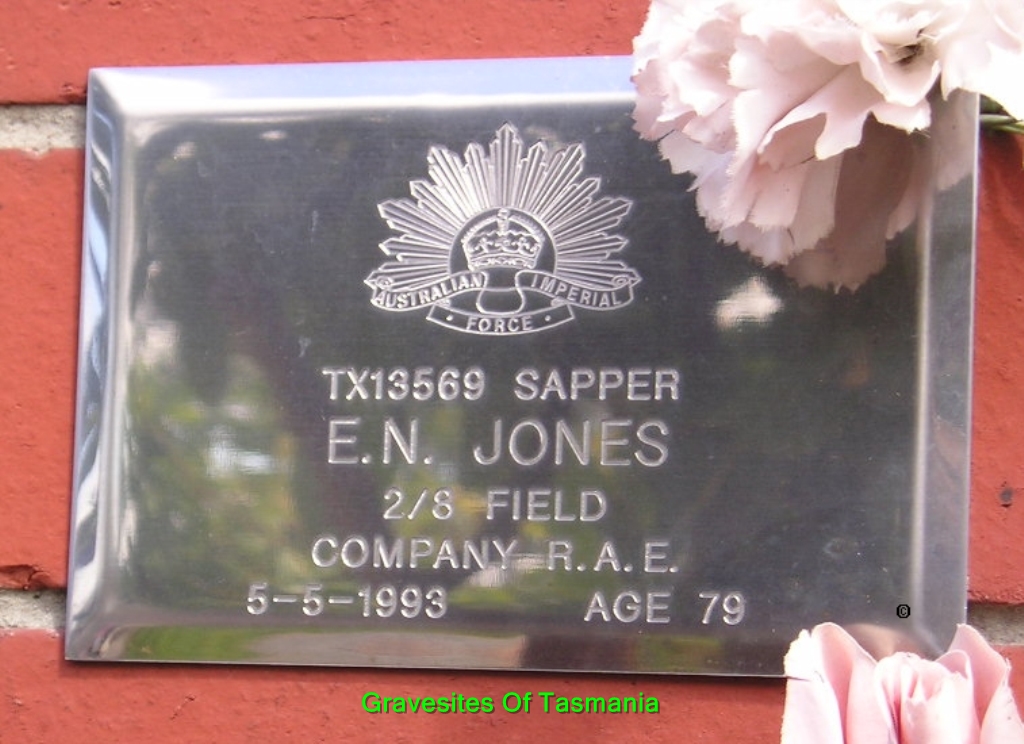 AUSTRALIAN IMPERIAL
FORCE
TX13569 SAPPER
E.N. JONES
2/8 FIELD
COMPANY R.A.E.
5-5-1993 AGE 79
©
Gravesites Of Tasmania